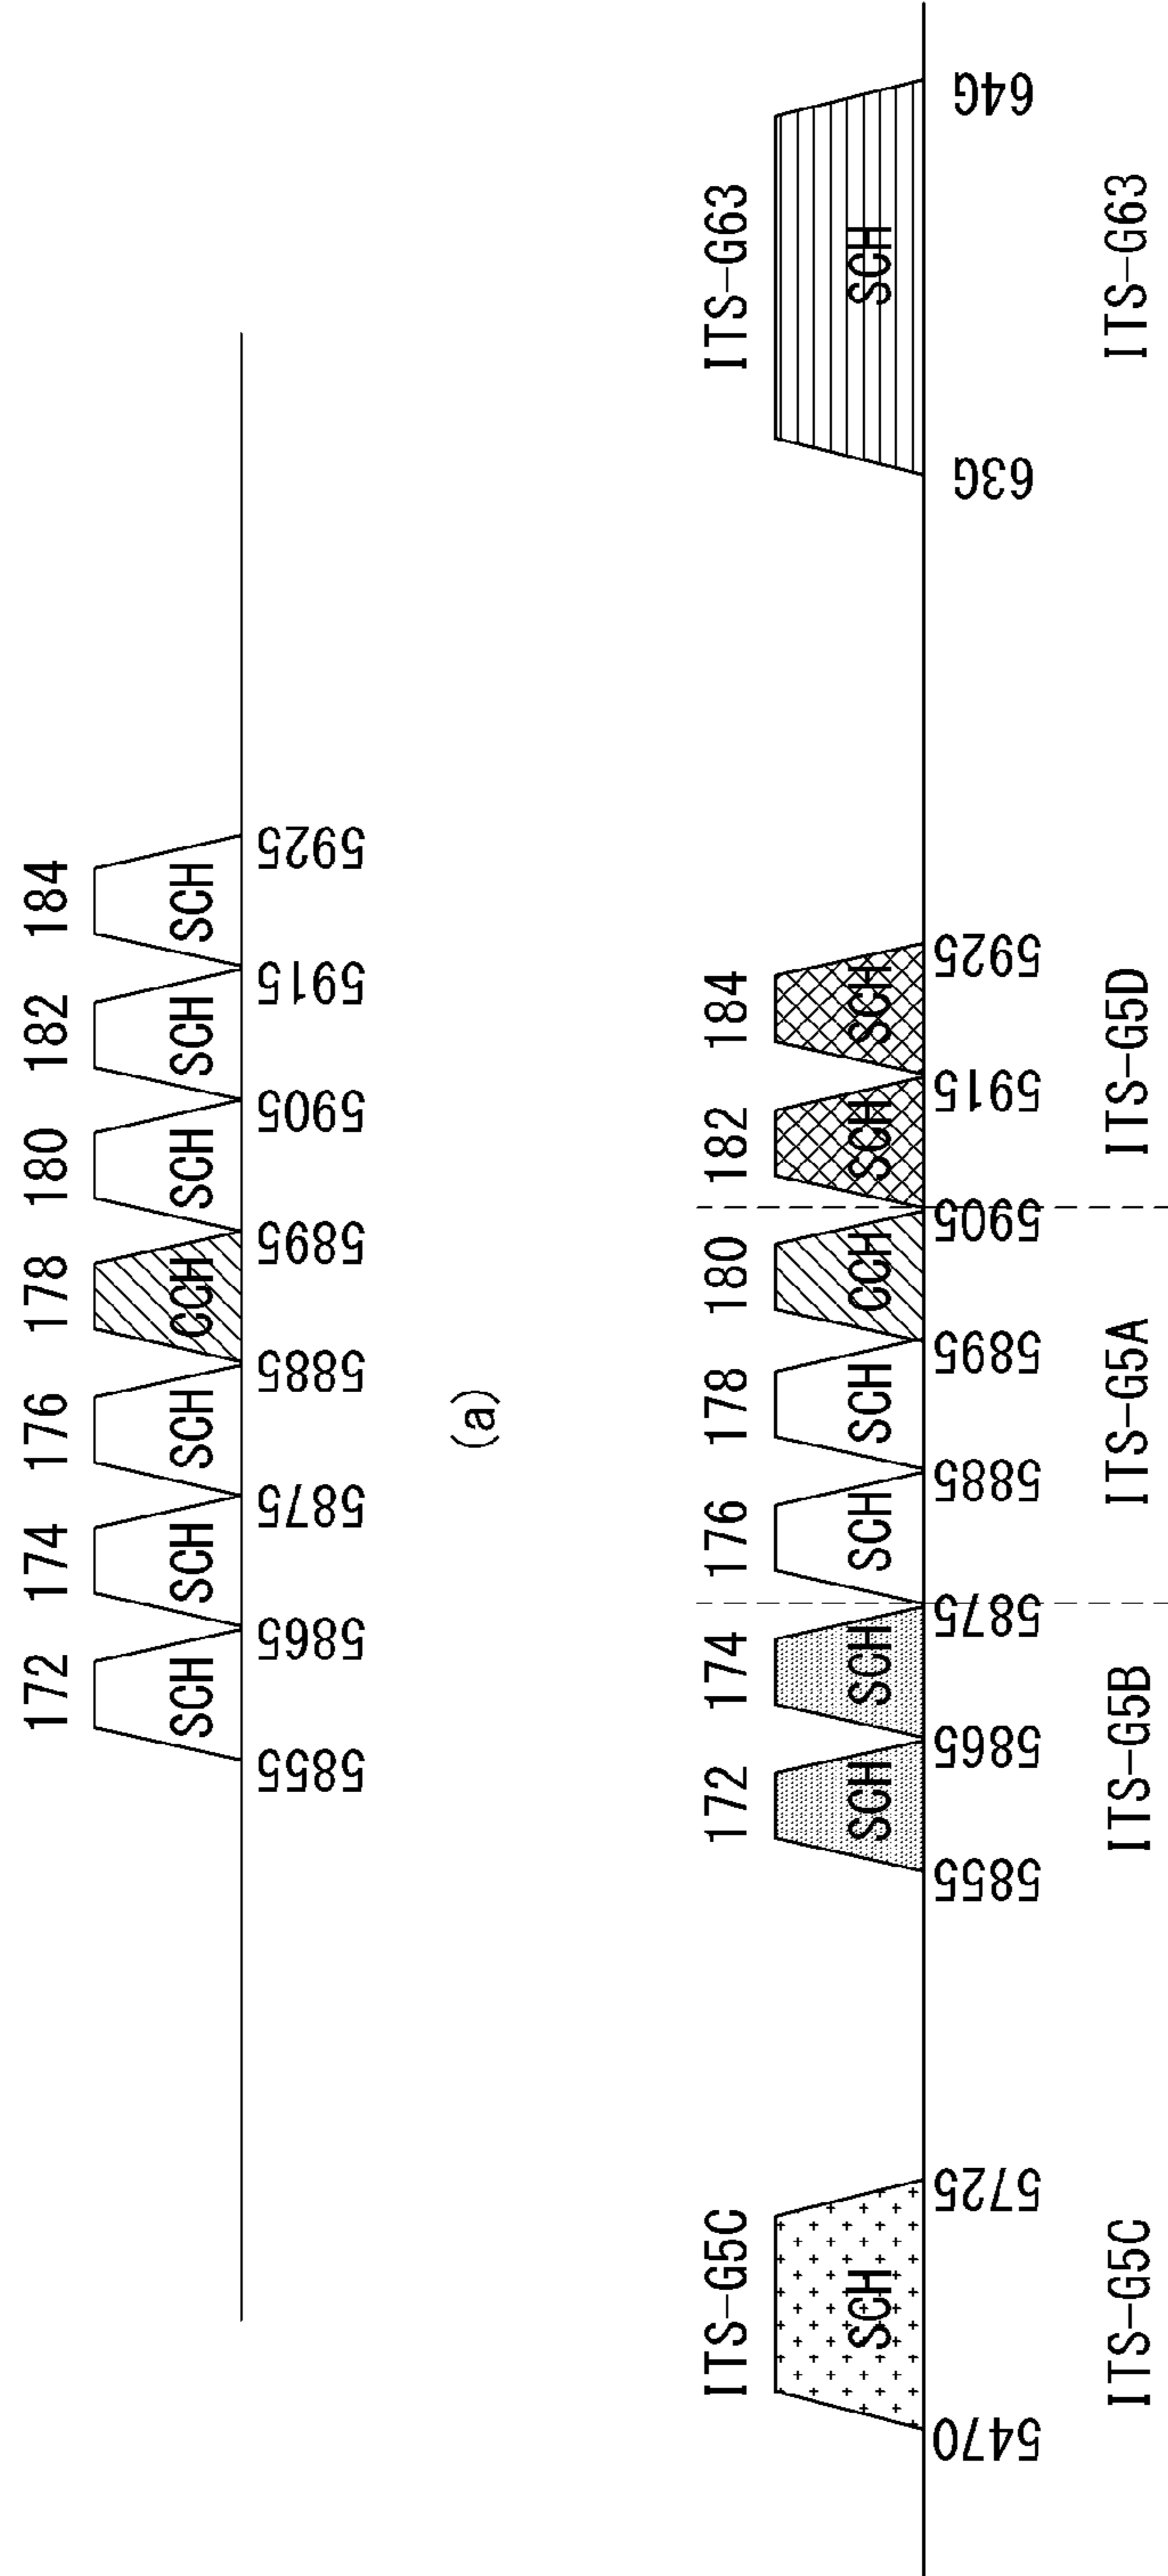 172 174 176 178 180 182 184
SCH SCH SCH CCH SCH SCH SCH
5855 5865 5875 5885 5895 5905 5915 5925
(a)
ITS-G5C 172 174 176 178 180 182 184 ITS-G63
SCH SCH SCH SCH SCH CCH SCH SCH SCH
5470 5725 5855 5865 5875 5885 5895 5905 5915 5925 63G 64G
ITS-G5C ITS-G5B ITS-G5A ITS-G5D ITS-G63